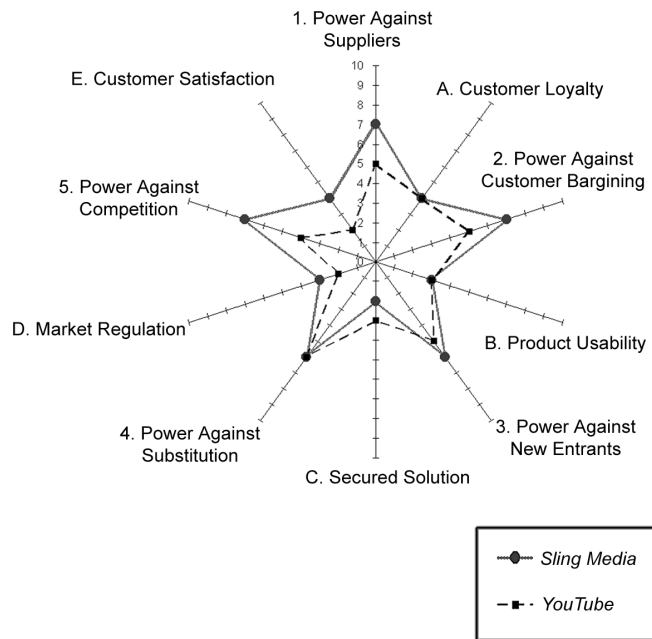 1. Power Against
Suppliers
E. Customer Satisfaction
A. Customer Loyalty
10
9
8
7
6
5
4
3
2
1
0
2. Power Against
Customer Bargining
5. Power Against
Competition
D. Market Regulation
B. Product Usability
4. Power Against
Substitution
3. Power Against
New Entrants
C. Secured Solution
Sling Media
YouTube